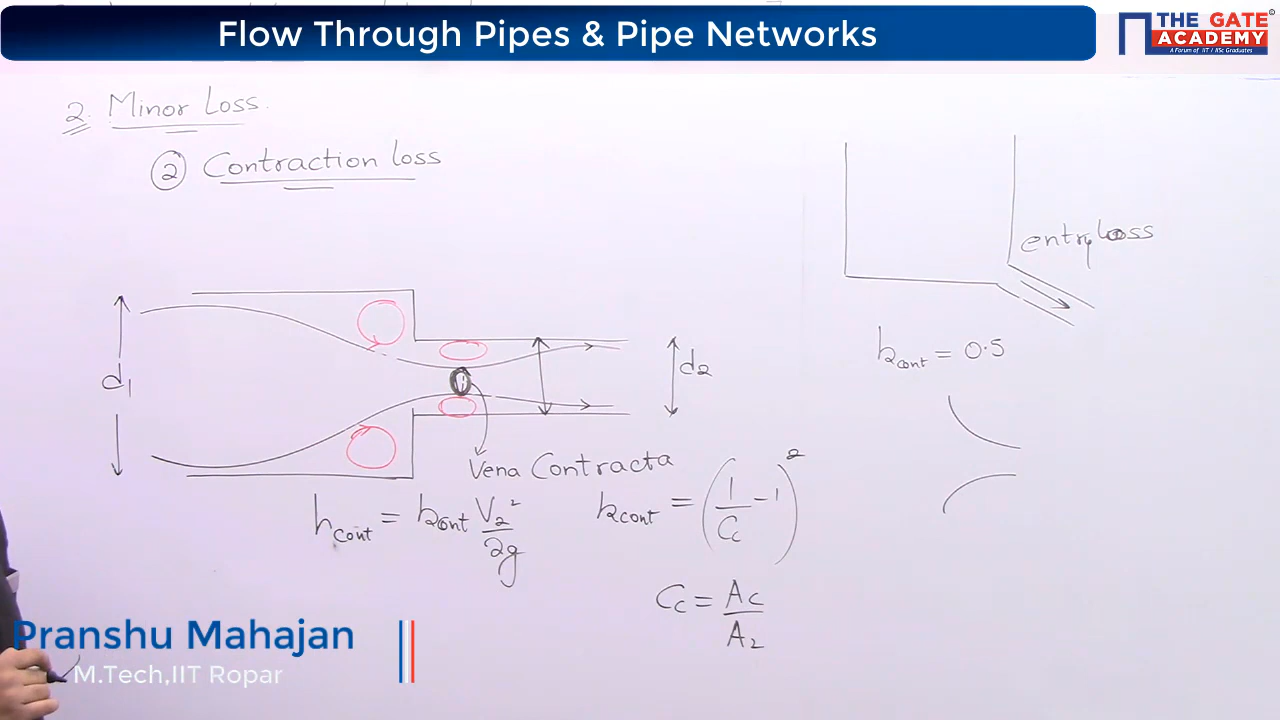 Flow Through Pipes & Pipe Networks
THE GATE
ACADEMY
A Forum of IIT / IISc Graduates
2. Minor Loss.
② Contraction loss
entry loss
d1
d2
kcont = 0.5
Vena Contracta
hcont = kcont V2² / 2g
kcont = (1/Cc - 1)²
Cc = Ac / A2
Pranshu Mahajan
M.Tech,IIT Ropar